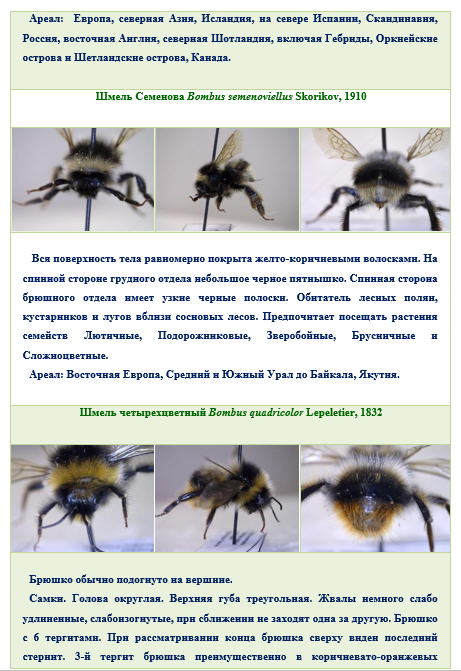 Ареал: Европа, северная Азия, Исландия, на севере Испании, Скандинавия,
Россия, восточная Англия, северная Шотландия, включая Гебриды, Оркнейские
острова и Шетландские острова, Канада.
Шмель Семенова Bombus semenoviellus Skorikov, 1910
Вся поверхность тела равномерно покрыта желто-коричневыми волосками. На
спинной стороне грудного отдела небольшое черное пятнышко. Спинная сторона
брюшного отдела имеет узкие черные полоски. Обитатель лесных полян,
кустарников и лугов вблизи сосновых лесов. Предпочитает посещать растения
семейств Лютичные, Подорожниковые, Зверобойные, Брусничные и
Сложноцветные.
Ареал: Восточная Европа, Средний и Южный Урал до Байкала, Якутия.
Шмель четырехцветный Bombus quadricolor Lepeletier, 1832
Брюшко обычно подогнуто на вершине.
Самки. Голова округлая. Верхняя губа треугольная. Жвалы немного слабо
удлиненные, слабоизогнутые, при сближении не заходят одна за другую. Брюшко
с 6 тергитами. При рассматривании конца брюшка сверху виден последний
стернит. 3-й тергит брюшка преимущественно в коричневато-оранжевых